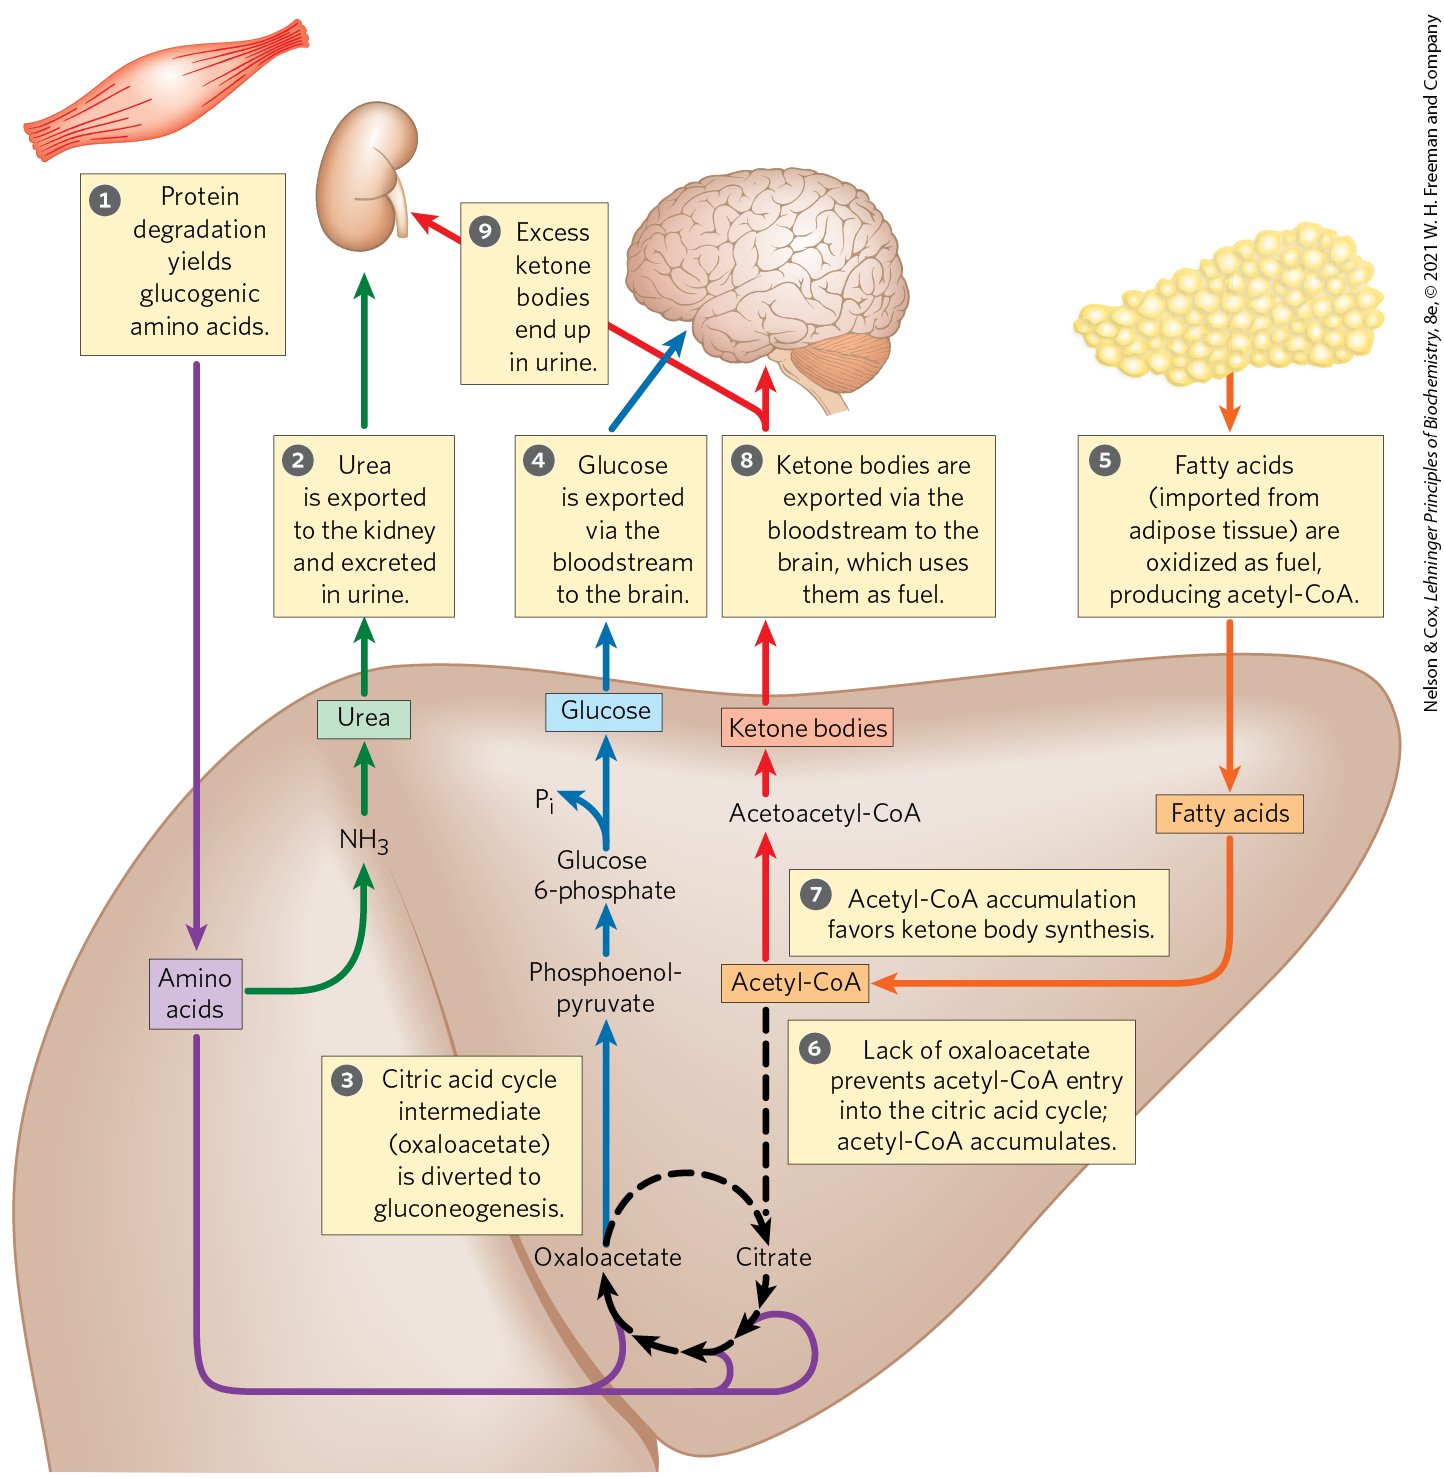 1 Protein
degradation
yields
glucogenic
amino acids.
9 Excess
ketone
bodies
end up
in urine.
2 Urea
is exported
to the kidney
and excreted
in urine.
4 Glucose
is exported
via the
bloodstream
to the brain.
8 Ketone bodies are
exported via the
bloodstream to the
brain, which uses
them as fuel.
5 Fatty acids
(imported from
adipose tissue) are
oxidized as fuel,
producing acetyl-CoA.
Urea
Glucose
Ketone bodies
Pi
Acetoacetyl-CoA
Fatty acids
NH3
Glucose
6-phosphate
7 Acetyl-CoA accumulation
favors ketone body synthesis.
Amino
acids
Phosphoenol-
pyruvate
Acetyl-CoA
3 Citric acid cycle
intermediate
(oxaloacetate)
is diverted to
gluconeogenesis.
6 Lack of oxaloacetate
prevents acetyl-CoA entry
into the citric acid cycle;
acetyl-CoA accumulates.
Oxaloacetate
Citrate
Nelson & Cox, Lehninger Principles of Biochemistry, 8e, © 2021 W. H. Freeman and Company